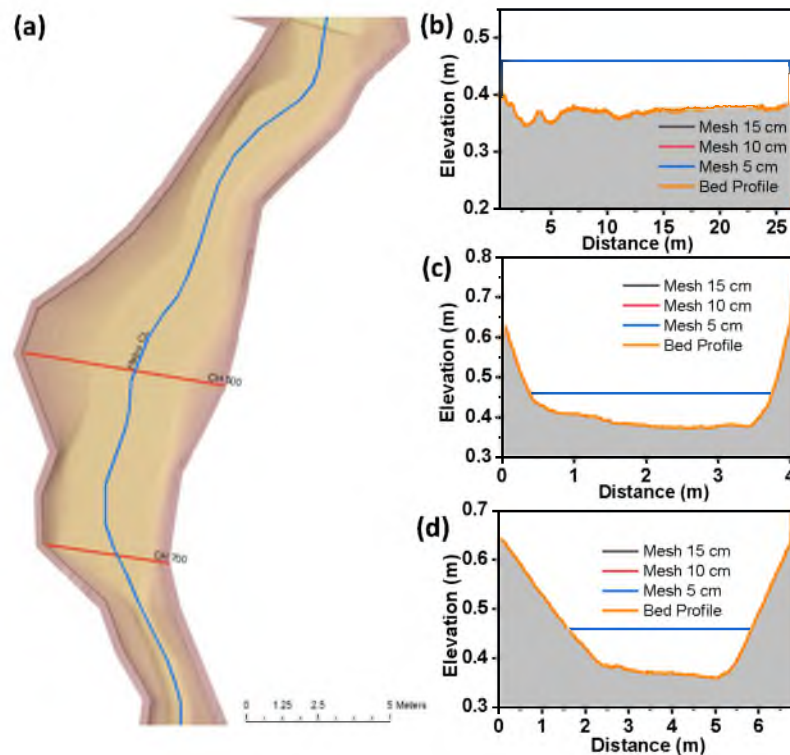 (a)
CH 700
0 1.25 2.5 5 Meters
(b)
Elevation (m)
0.5
0.4
0.3
0.2
Mesh 15 cm
Mesh 10 cm
Mesh 5 cm
Bed Profile
5 10 15 20 25
Distance (m)
(c)
Elevation (m)
0.8
0.7
0.6
0.5
0.4
0.3
Mesh 15 cm
Mesh 10 cm
Mesh 5 cm
Bed Profile
0 1 2 3 4
Distance (m)
(d)
Elevation (m)
0.7
0.6
0.5
0.4
0.3
Mesh 15 cm
Mesh 10 cm
Mesh 5 cm
Bed Profile
0 1 2 3 4 5 6
Distance (m)